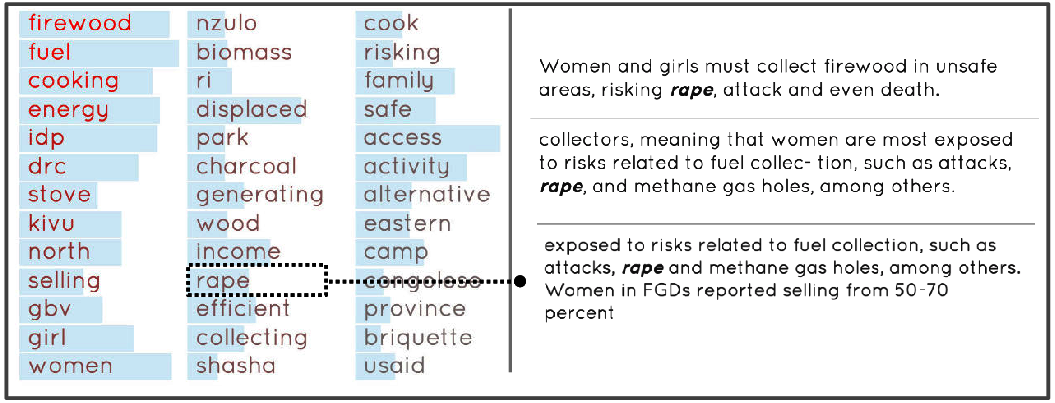 firewood
fuel
cooking
energy
idp
drc
stove
kivu
north
selling
gbv
girl
women
nzulo
biomass
ri
displaced
park
charcoal
generating
wood
income
rape
efficient
collecting
shasha
cook
risking
family
safe
access
activity
alternative
eastern
camp
congolese
province
briquette
usaid
Women and girls must collect firewood in unsafe
areas, risking rape, attack and even death.
collectors, meaning that women are most exposed
to risks related to fuel collec- tion, such as attacks,
rape, and methane gas holes, among others.
exposed to risks related to fuel collection, such as
attacks, rape and methane gas holes, among others.
Women in FGDs reported selling from 50-70
percent